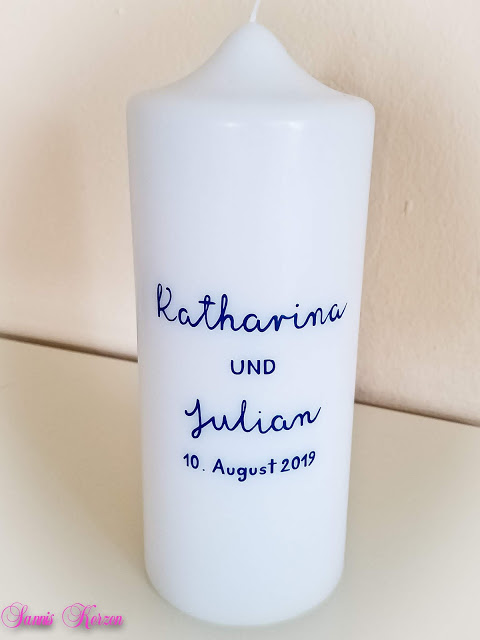 Katharina
UND
Julian
10. August 2019
Sannis Kerzen